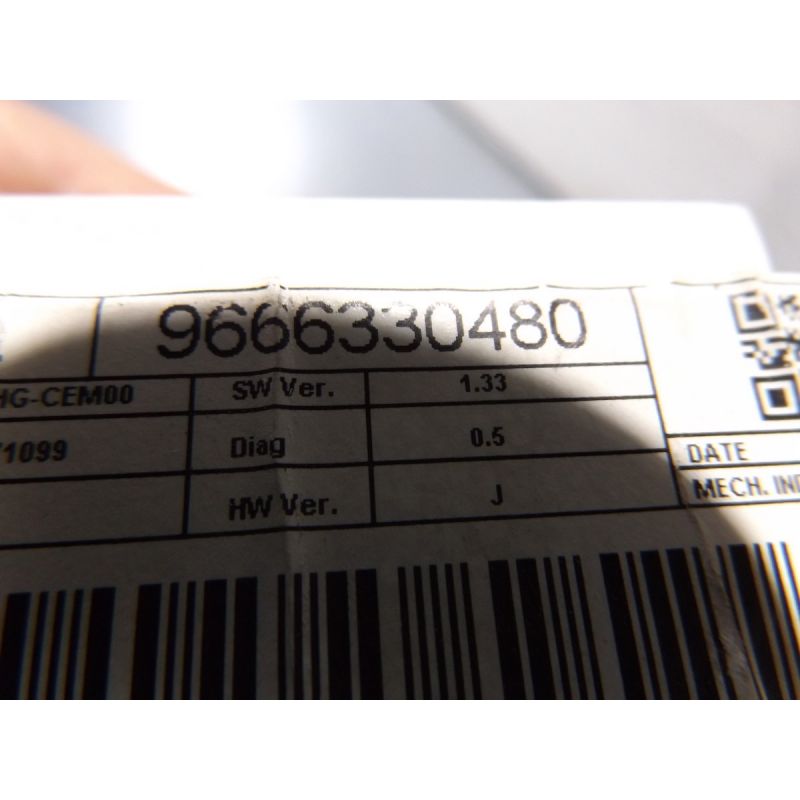 9666330480
HG-CEM00 SW Ver. 1.33
71099 Diag 0.5
DATE
HW Ver. J
MECH. IND